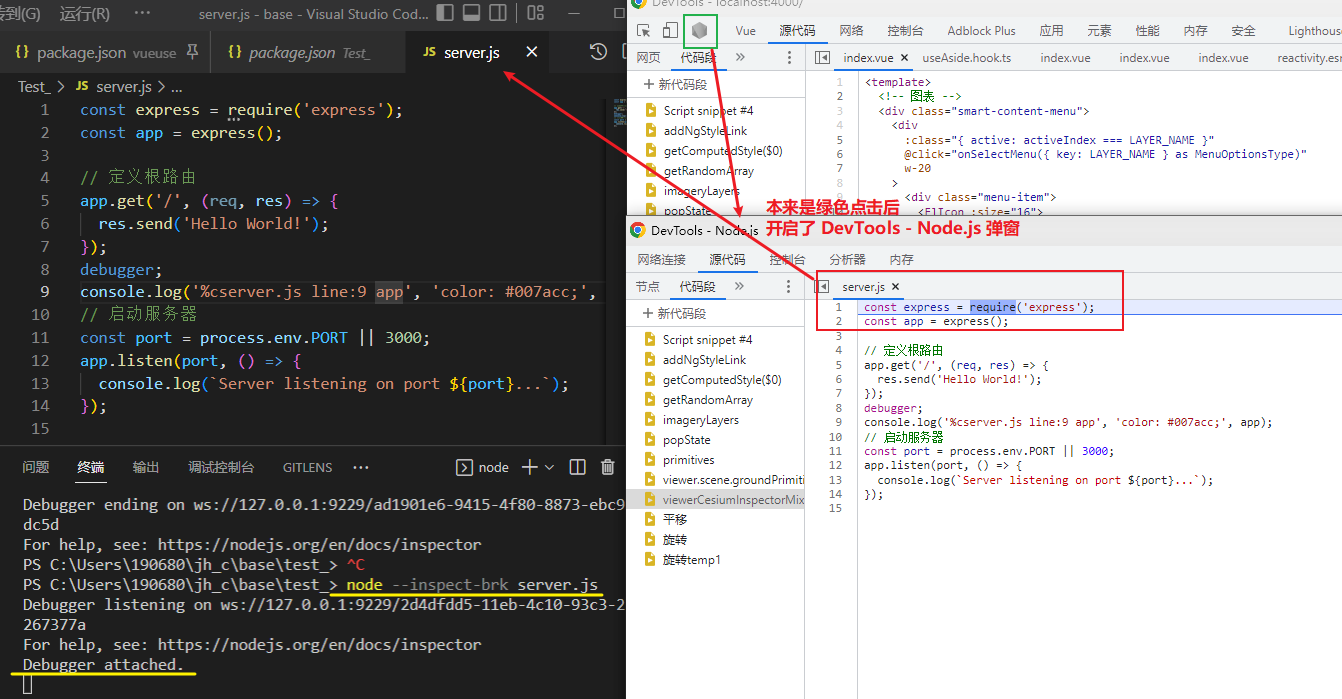 转到(G) 运行(R) ··· server.js - base - Visual Studio Cod...
package.json vueuse package.json Test_ JS server.js
Test_ > JS server.js > ...
1 const express = require('express');
2 const app = express();
3
4 // 定义根路由
5 app.get('/', (req, res) => {
6 res.send('Hello World!');
7 });
8 debugger;
9 console.log('%cserver.js line:9 app', 'color: #007acc;',
10 // 启动服务器
11 const port = process.env.PORT || 3000;
12 app.listen(port, () => {
13 console.log(`Server listening on port ${port}...`);
14 });
15
问题 终端 输出 调试控制台 GITLENS ··· node
Debugger ending on ws://127.0.0.1:9229/ad1901e6-9415-4f80-8873-ebc9
dc5d
For help, see: https://nodejs.org/en/docs/inspector
PS C:\Users\190680\jh_c\base\test_> ^C
PS C:\Users\190680\jh_c\base\test_> node --inspect-brk server.js
Debugger listening on ws://127.0.0.1:9229/2d4dfdd5-11eb-4c10-93c3-2
267377a
For help, see: https://nodejs.org/en/docs/inspector
Debugger attached.
DevTools - localhost:4000/
Vue 源代码 网络 控制台 Adblock Plus 应用 元素 性能 内存 安全 Lighthous
网页 代码段 » index.vue × useAside.hook.ts index.vue index.vue index.vue reactivity.esm
+ 新代码段
Script snippet #4
addNgStyleLink
getComputedStyle($0)
getRandomArray
imageryLayers
popState
1 <template>
2 <!-- 图表 -->
3 <div class="smart-content-menu">
4 <div
5 :class="{ active: activeIndex === LAYER_NAME }"
6 @click="onSelectMenu({ key: LAYER_NAME } as MenuOptionsType)"
7 w-20
8 >
9 <div class="menu-item">
<ElIcon :size="16">
本来是绿色点击后
开启了 DevTools - Node.js 弹窗
DevTools - Node.js
网络连接 源代码 控制台 分析器 内存
节点 代码段 » server.js ×
+ 新代码段
Script snippet #4
addNgStyleLink
getComputedStyle($0)
getRandomArray
imageryLayers
popState
primitives
viewer.scene.groundPrimiti
viewerCesiumInspectorMix
平移
旋转
旋转temp1
1 const express = require('express');
2 const app = express();
3
4 // 定义根路由
5 app.get('/', (req, res) => {
6 res.send('Hello World!');
7 });
8 debugger;
9 console.log('%cserver.js line:9 app', 'color: #007acc;', app);
10 // 启动服务器
11 const port = process.env.PORT || 3000;
12 app.listen(port, () => {
13 console.log(`Server listening on port ${port}...`);
14 });
15